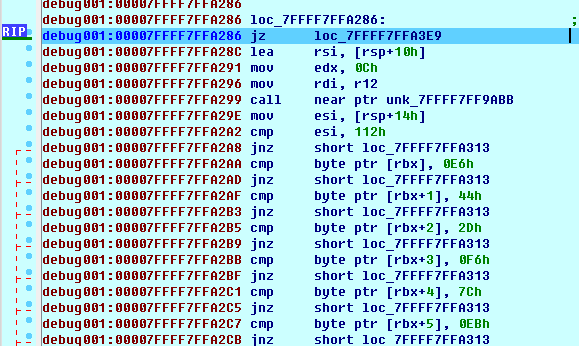 debug001:00007FFFF7FFA286
debug001:00007FFFF7FFA286 loc_7FFFF7FFA286: ;
RIP debug001:00007FFFF7FFA286 jz loc_7FFFF7FFA3E9
debug001:00007FFFF7FFA28C lea rsi, [rsp+10h]
debug001:00007FFFF7FFA291 mov edx, 0Ch
debug001:00007FFFF7FFA296 mov rdi, r12
debug001:00007FFFF7FFA299 call near ptr unk_7FFFF7FF9ABB
debug001:00007FFFF7FFA29E mov esi, [rsp+14h]
debug001:00007FFFF7FFA2A2 cmp esi, 112h
debug001:00007FFFF7FFA2A8 jnz short loc_7FFFF7FFA313
debug001:00007FFFF7FFA2AA cmp byte ptr [rbx], 0E6h
debug001:00007FFFF7FFA2AD jnz short loc_7FFFF7FFA313
debug001:00007FFFF7FFA2AF cmp byte ptr [rbx+1], 44h
debug001:00007FFFF7FFA2B3 jnz short loc_7FFFF7FFA313
debug001:00007FFFF7FFA2B5 cmp byte ptr [rbx+2], 2Dh
debug001:00007FFFF7FFA2B9 jnz short loc_7FFFF7FFA313
debug001:00007FFFF7FFA2BB cmp byte ptr [rbx+3], 0F6h
debug001:00007FFFF7FFA2BF jnz short loc_7FFFF7FFA313
debug001:00007FFFF7FFA2C1 cmp byte ptr [rbx+4], 7Ch
debug001:00007FFFF7FFA2C5 jnz short loc_7FFFF7FFA313
debug001:00007FFFF7FFA2C7 cmp byte ptr [rbx+5], 0EBh
debug001:00007FFFF7FFA2CB jnz short loc_7FFFF7FFA313